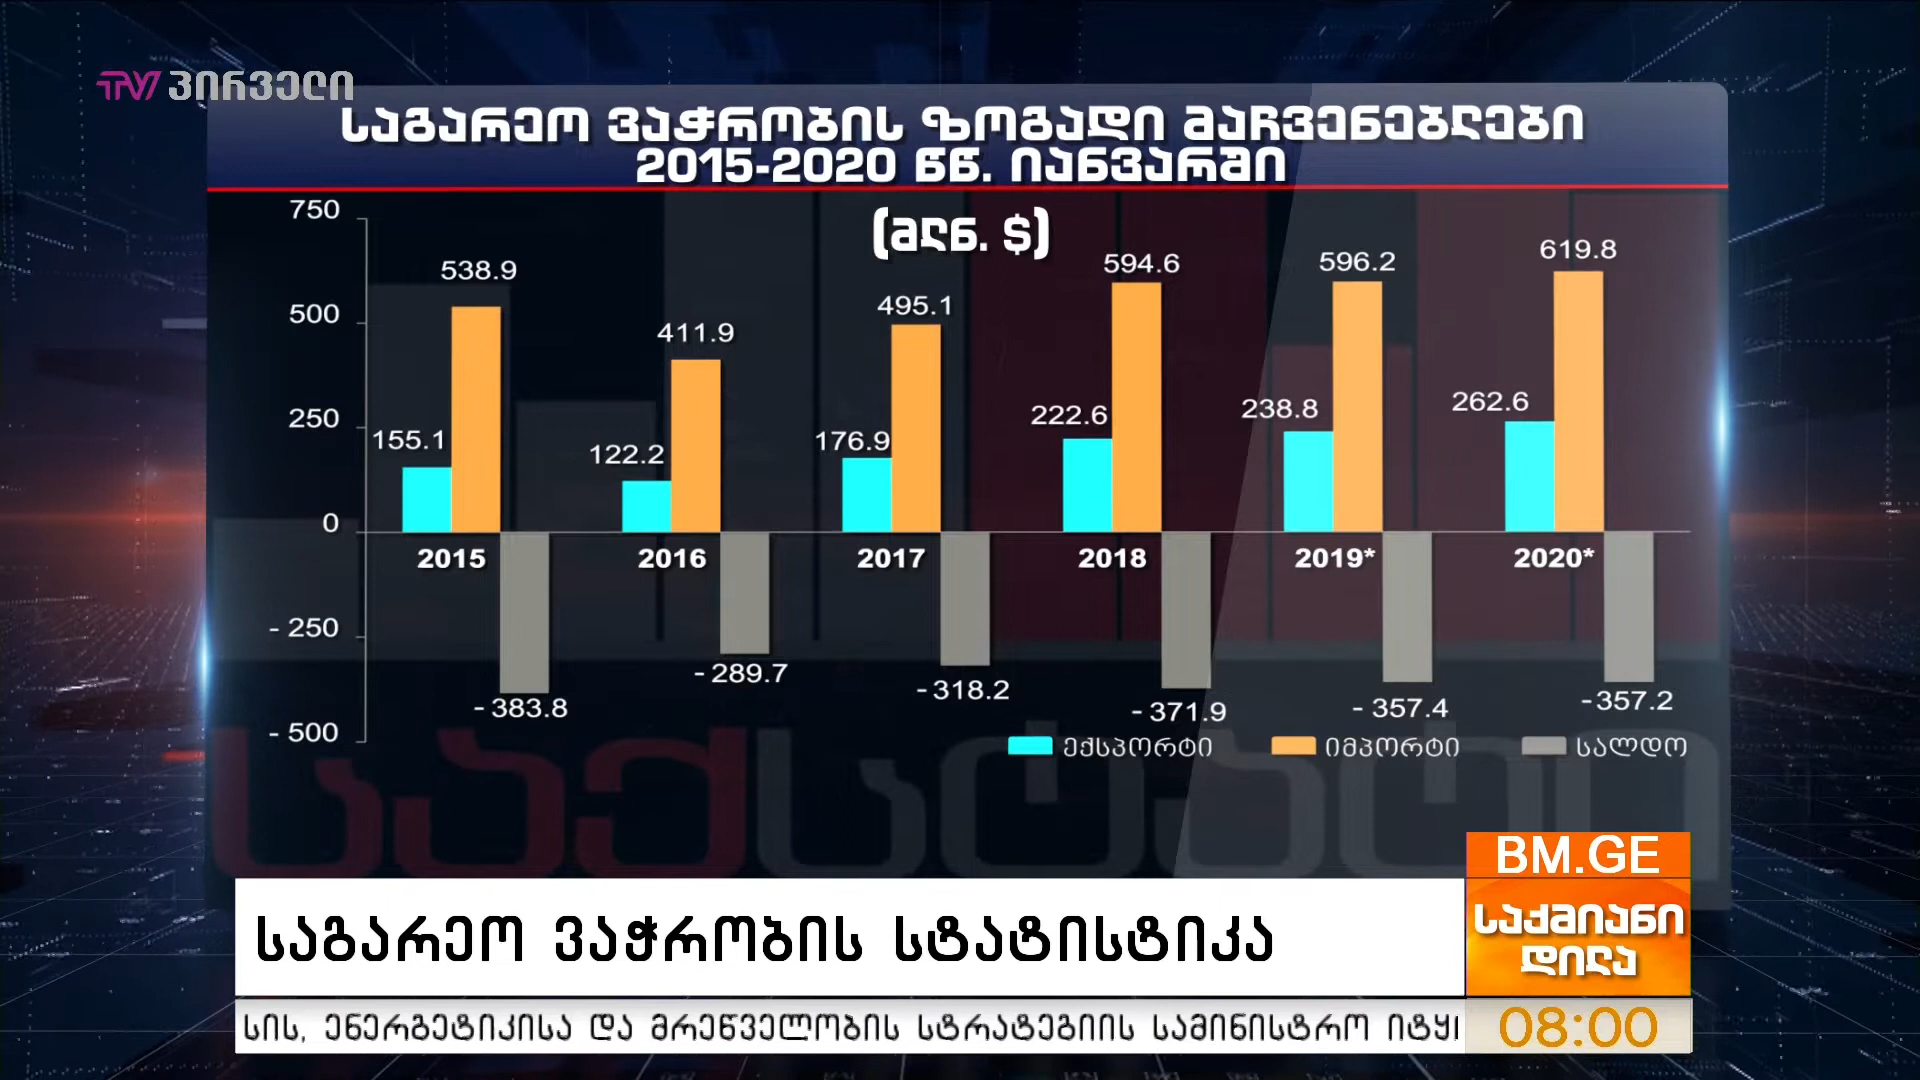 TV პირველი
საგარეო ვაჭრობის ზოგადი მაჩვენებლები
2015-2020 წწ. იანვარში
(მლნ. $)
750
500
250
0
- 250
- 500
155.1 538.9 - 383.8
122.2 411.9 - 289.7
176.9 495.1 - 318.2
222.6 594.6 - 371.9
238.8 596.2 - 357.4
262.6 619.8 - 357.2
2015 2016 2017 2018 2019* 2020*
ექსპორტი იმპორტი სალდო
საქსტატი
BM.GE
საქმიანი
დილა
საგარეო ვაჭრობის სტატისტიკა
სის, ენერგეტიკისა და მრეწველობის სტრატეგიის სამინისტრო იტყ
08:00